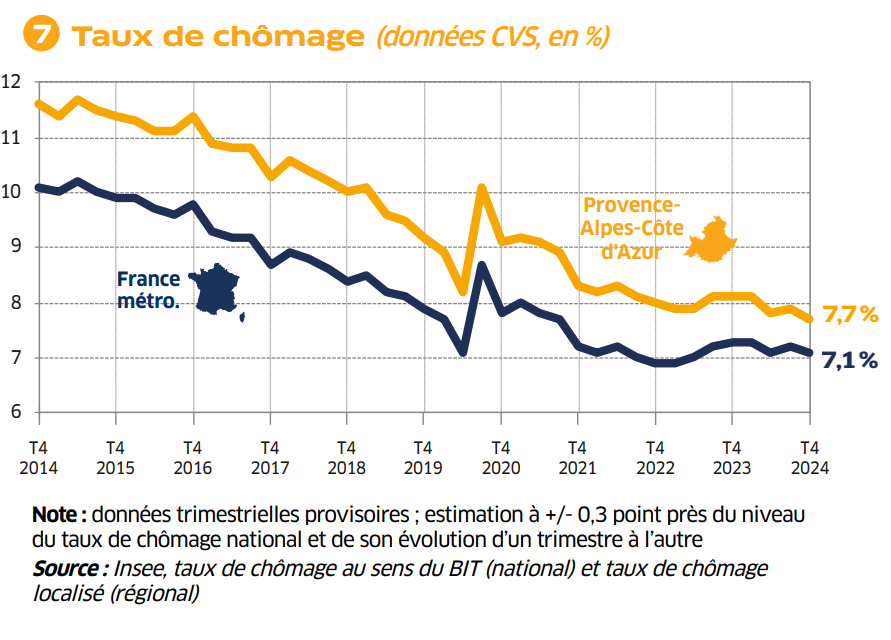 7 Taux de chômage (données CVS, en %)
12
11
10
9
8
7
6
Provence-
Alpes-Côte
d'Azur
France
métro.
7,7 %
7,1 %
T4 T4 T4 T4 T4 T4 T4 T4 T4 T4 T4
2014 2015 2016 2017 2018 2019 2020 2021 2022 2023 2024
Note : données trimestrielles provisoires ; estimation à +/- 0,3 point près du niveau
du taux de chômage national et de son évolution d'un trimestre à l'autre
Source : Insee, taux de chômage au sens du BIT (national) et taux de chômage
localisé (régional)